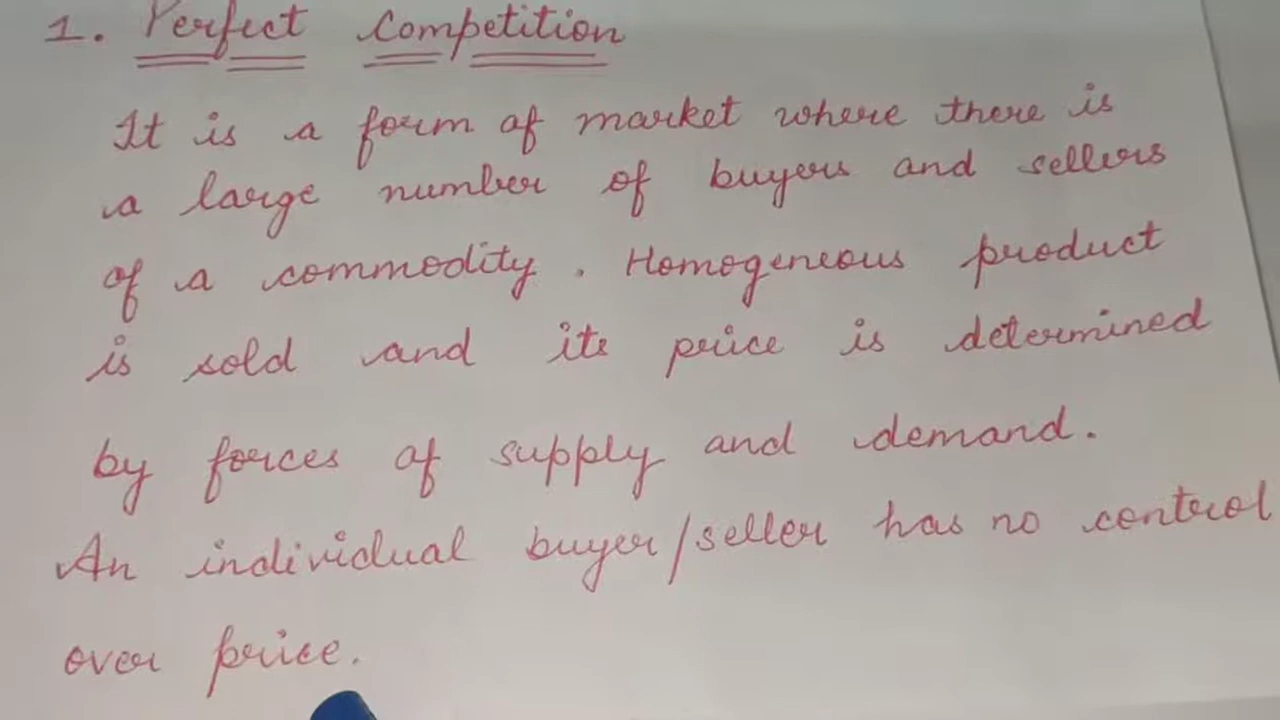 1. Perfect Competition
It is a form of market where there is
a large number of buyers and sellers
of a commodity. Homogeneous product
is sold and its price is determined
by forces of supply and demand.
An individual buyer/seller has no control
over price.